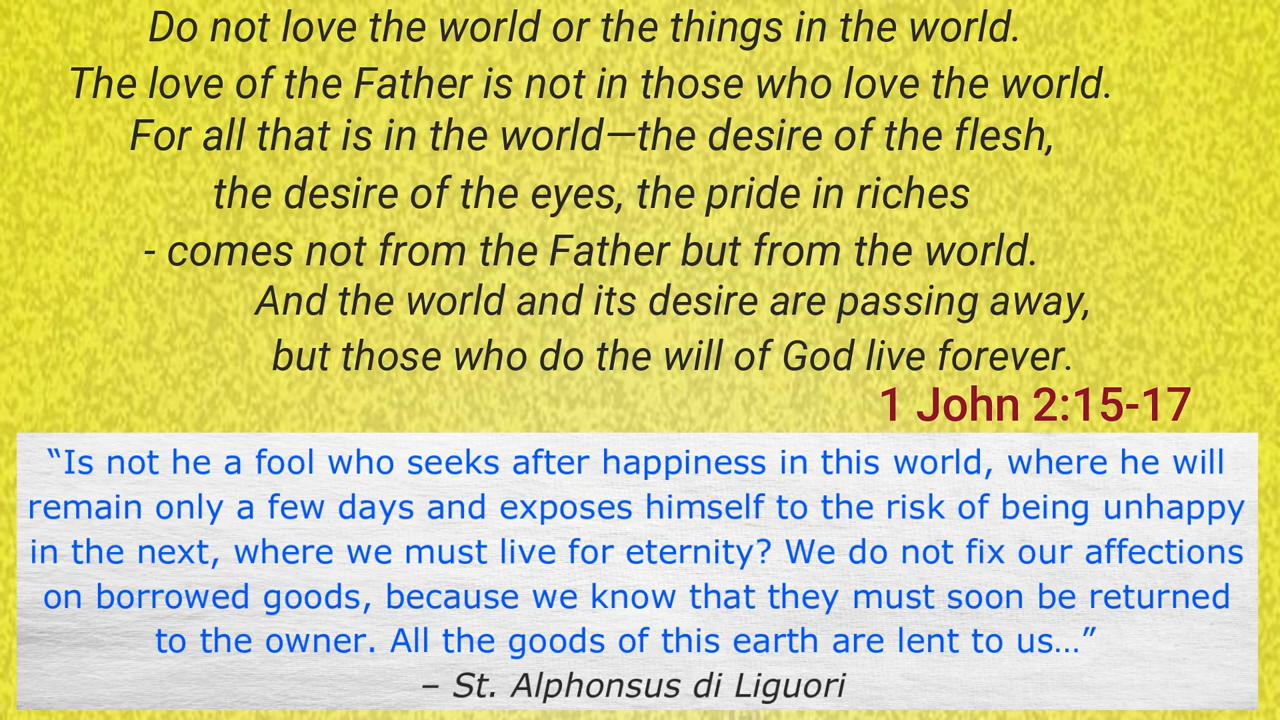 Do not love the world or the things in the world.
The love of the Father is not in those who love the world.
For all that is in the world—the desire of the flesh,
the desire of the eyes, the pride in riches
- comes not from the Father but from the world.
And the world and its desire are passing away,
but those who do the will of God live forever.
1 John 2:15-17
“Is not he a fool who seeks after happiness in this world, where he will
remain only a few days and exposes himself to the risk of being unhappy
in the next, where we must live for eternity? We do not fix our affections
on borrowed goods, because we know that they must soon be returned
to the owner. All the goods of this earth are lent to us…”
– St. Alphonsus di Liguori